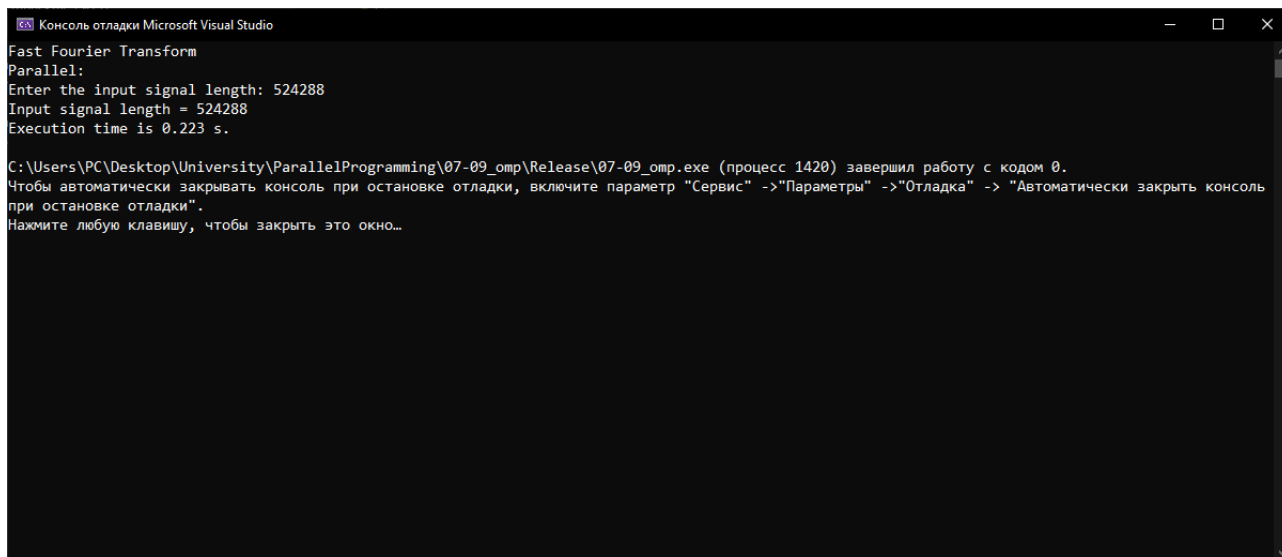 Консоль отладки Microsoft Visual Studio
Fast Fourier Transform
Parallel:
Enter the input signal length: 524288
Input signal length = 524288
Execution time is 0.223 s.
C:\Users\PC\Desktop\University\ParallelProgramming\07-09_omp\Release\07-09_omp.exe (процесс 1420) завершил работу с кодом 0.
Чтобы автоматически закрывать консоль при остановке отладки, включите параметр "Сервис" ->"Параметры" ->"Отладка" -> "Автоматически закрыть консоль
при остановке отладки".
Нажмите любую клавишу, чтобы закрыть это окно…